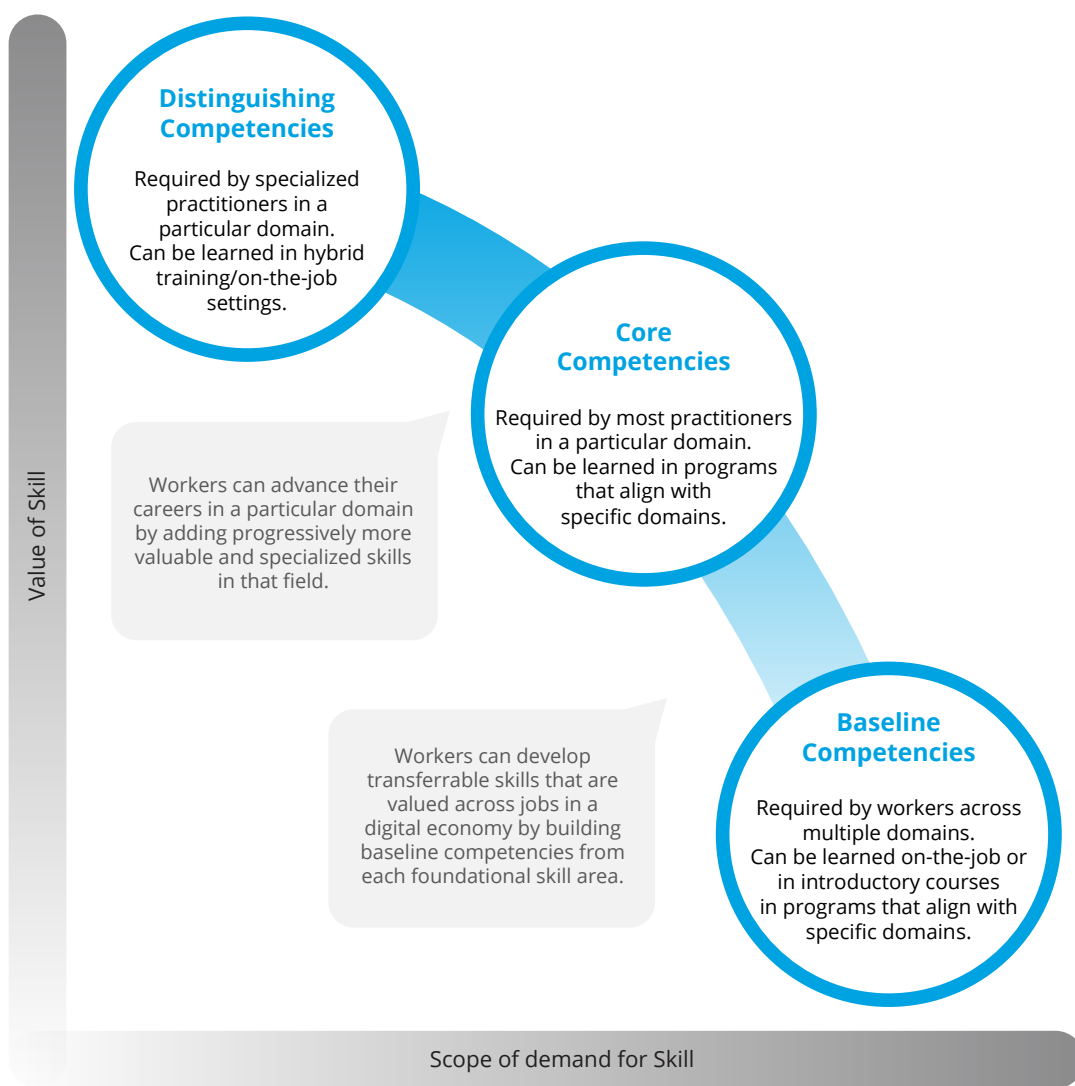 Distinguishing
Competencies
Required by specialized
practitioners in a
particular domain.
Can be learned in hybrid
training/on-the-job
settings.
Core
Competencies
Required by most practitioners
in a particular domain.
Can be learned in programs
that align with
specific domains.
Workers can advance their
careers in a particular domain
by adding progressively more
valuable and specialized skills
in that field.
Value of Skill
Workers can develop
transferrable skills that are
valued across jobs in a
digital economy by building
baseline competencies from
each foundational skill area.
Baseline
Competencies
Required by workers across
multiple domains.
Can be learned on-the-job or
in introductory courses
in programs that align with
specific domains.
Scope of demand for Skill